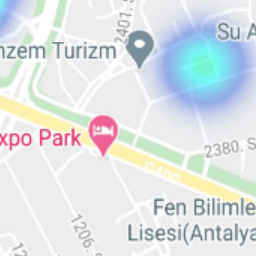 2401. S
Su A
nzem Turizm
xpo Park
2380. S
D400
Fen Bilimle
Lisesi(Antalya
1206.